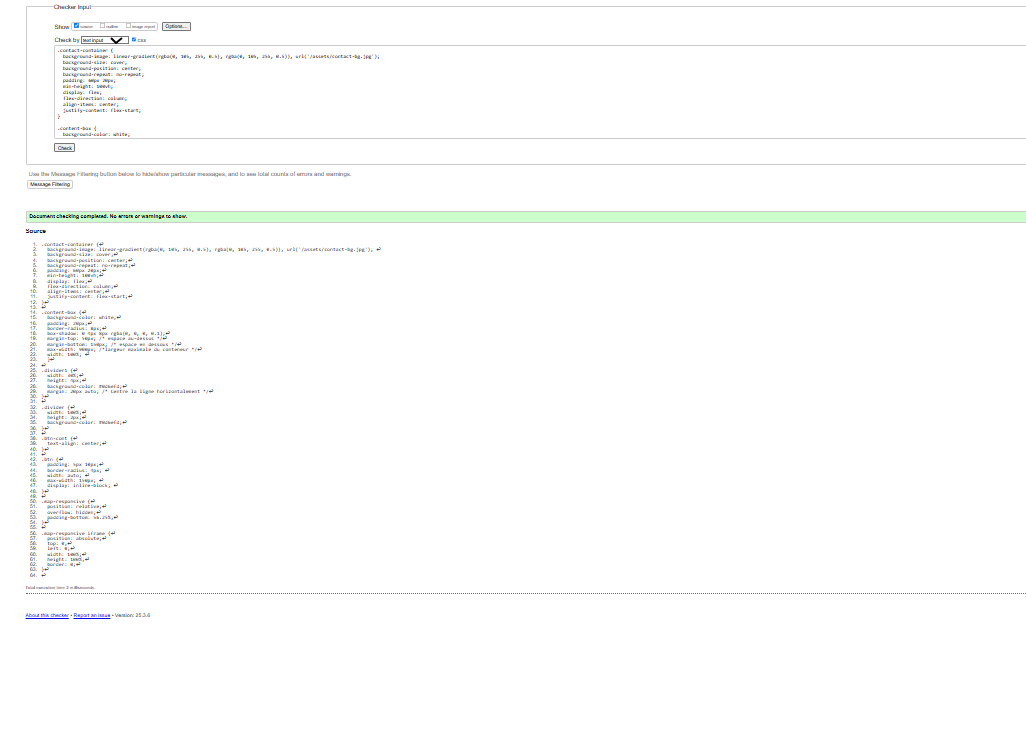 Checker Input
Show source outline image report Options...
Check by text input css
.contact-container {
background-image: linear-gradient(rgba(0, 105, 255, 0.5), rgba(0, 105, 255, 0.5)), url('/assets/contact-bg.jpg');
background-size: cover;
background-position: center;
background-repeat: no-repeat;
padding: 60px 20px;
min-height: 100vh;
display: flex;
flex-direction: column;
align-items: center;
justify-content: flex-start;
}
.content-box {
background-color: white;
Check
Use the Message Filtering button below to hide/show particular messages, and to see total counts of errors and warnings.
Message Filtering
Document checking completed. No errors or warnings to show.
Source
1. .contact-container {↩
2. background-image: linear-gradient(rgba(0, 105, 255, 0.5), rgba(0, 105, 255, 0.5)), url('/assets/contact-bg.jpg'); ↩
3. background-size: cover;↩
4. background-position: center;↩
5. background-repeat: no-repeat;↩
6. padding: 60px 20px;↩
7. min-height: 100vh;↩
8. display: flex;↩
9. flex-direction: column;↩
10. align-items: center;↩
11. justify-content: flex-start;↩
12. }↩
13. ↩
14. .content-box {↩
15. background-color: white;↩
16. padding: 20px;↩
17. border-radius: 8px;↩
18. box-shadow: 0 4px 8px rgba(0, 0, 0, 0.1);↩
19. margin-top: 50px; /* espace au-dessus */↩
20. margin-bottom: 150px; /* espace en dessous */↩
21. max-width: 900px; /*largeur maximale du conteneur */↩
22. width: 100%; ↩
23. }↩
24. ↩
25. .divider1 {↩
26. width: 30%;↩
27. height: 3px;↩
28. background-color: #0d6efd;↩
29. margin: 20px auto; /* Centre la ligne horizontalement */↩
30. }↩
31. ↩
32. .divider {↩
33. width: 100%;↩
34. height: 2px;↩
35. background-color: #0d6efd;↩
36. }↩
37. ↩
38. .btn-cont {↩
39. text-align: center;↩
40. }↩
41. ↩
42. .btn {↩
43. padding: 5px 10px;↩
44. border-radius: 4px; ↩
45. width: auto; ↩
46. max-width: 150px; ↩
47. display: inline-block; ↩
48. }↩
49. ↩
50. .map-responsive {↩
51. position: relative;↩
52. overflow: hidden;↩
53. padding-bottom: 56.25%;↩
54. }↩
55. ↩
56. .map-responsive iframe {↩
57. position: absolute;↩
58. top: 0;↩
59. left: 0;↩
60. width: 100%;↩
61. height: 100%;↩
62. border: 0;↩
63. }↩
64. ↩
Total execution time 2 milliseconds.
About this checker • Report an issue • Version: 25.3.6